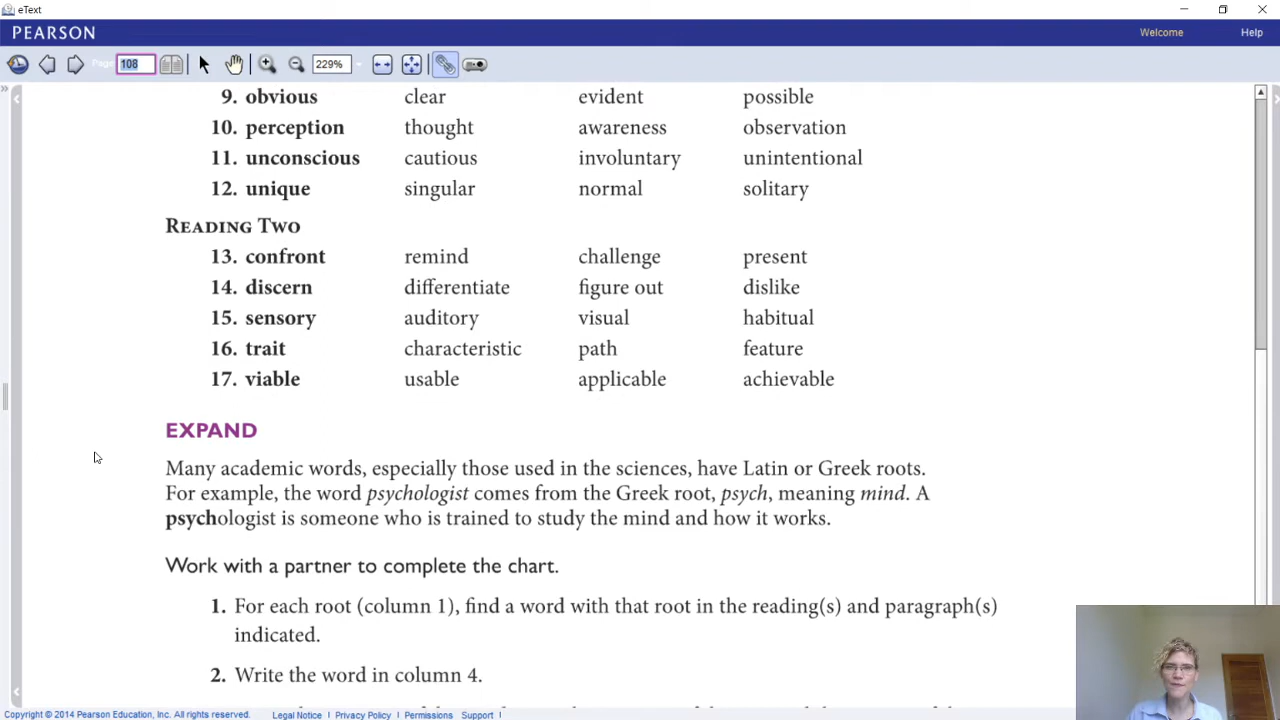 eText
PEARSON
Welcome
Help
Page
108
229%
9. obvious clear evident possible
10. perception thought awareness observation
11. unconscious cautious involuntary unintentional
12. unique singular normal solitary
READING TWO
13. confront remind challenge present
14. discern differentiate figure out dislike
15. sensory auditory visual habitual
16. trait characteristic path feature
17. viable usable applicable achievable
EXPAND
Many academic words, especially those used in the sciences, have Latin or Greek roots.
For example, the word psychologist comes from the Greek root, psych, meaning mind. A
psychologist is someone who is trained to study the mind and how it works.
Work with a partner to complete the chart.
1. For each root (column 1), find a word with that root in the reading(s) and paragraph(s)
indicated.
2. Write the word in column 4.
Copyright © 2014 Pearson Education, Inc. All rights reserved. Legal Notice | Privacy Policy | Permissions Support |